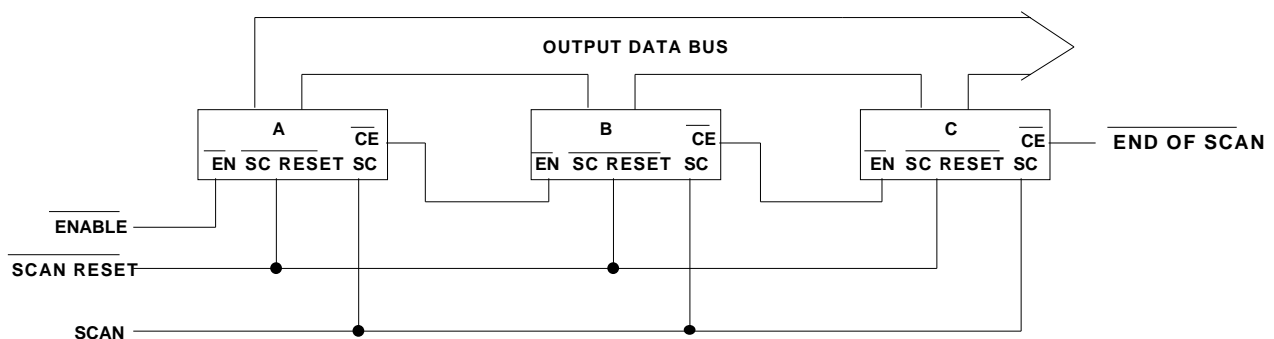 OUTPUT DATA BUS
A
CE
EN SC RESET SC
B
CE
EN SC RESET SC
C
CE
EN SC RESET SC
END OF SCAN
ENABLE
SCAN RESET
SCAN